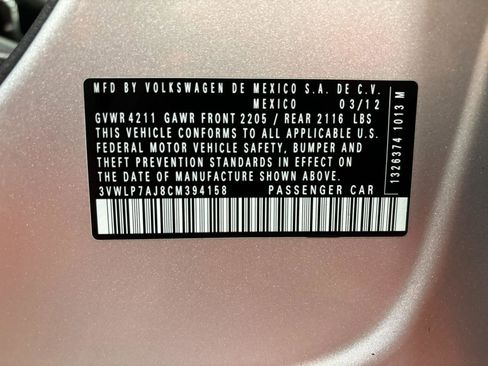 MFD BY VOLKSWAGEN DE MEXICO S.A. DE C.V.
MEXICO 03/12
GVWR 4211 GAWR FRONT 2205 / REAR 2116 LBS
THIS VEHICLE CONFORMS TO ALL APPLICABLE U.S.
FEDERAL MOTOR VEHICLE SAFETY, BUMPER AND
THEFT PREVENTION STANDARDS IN EFFECT ON
THE DATE OF MANUFACTURE SHOWN ABOVE.
3VWLP7AJ8CM394158 PASSENGER CAR
1326374 1013 M